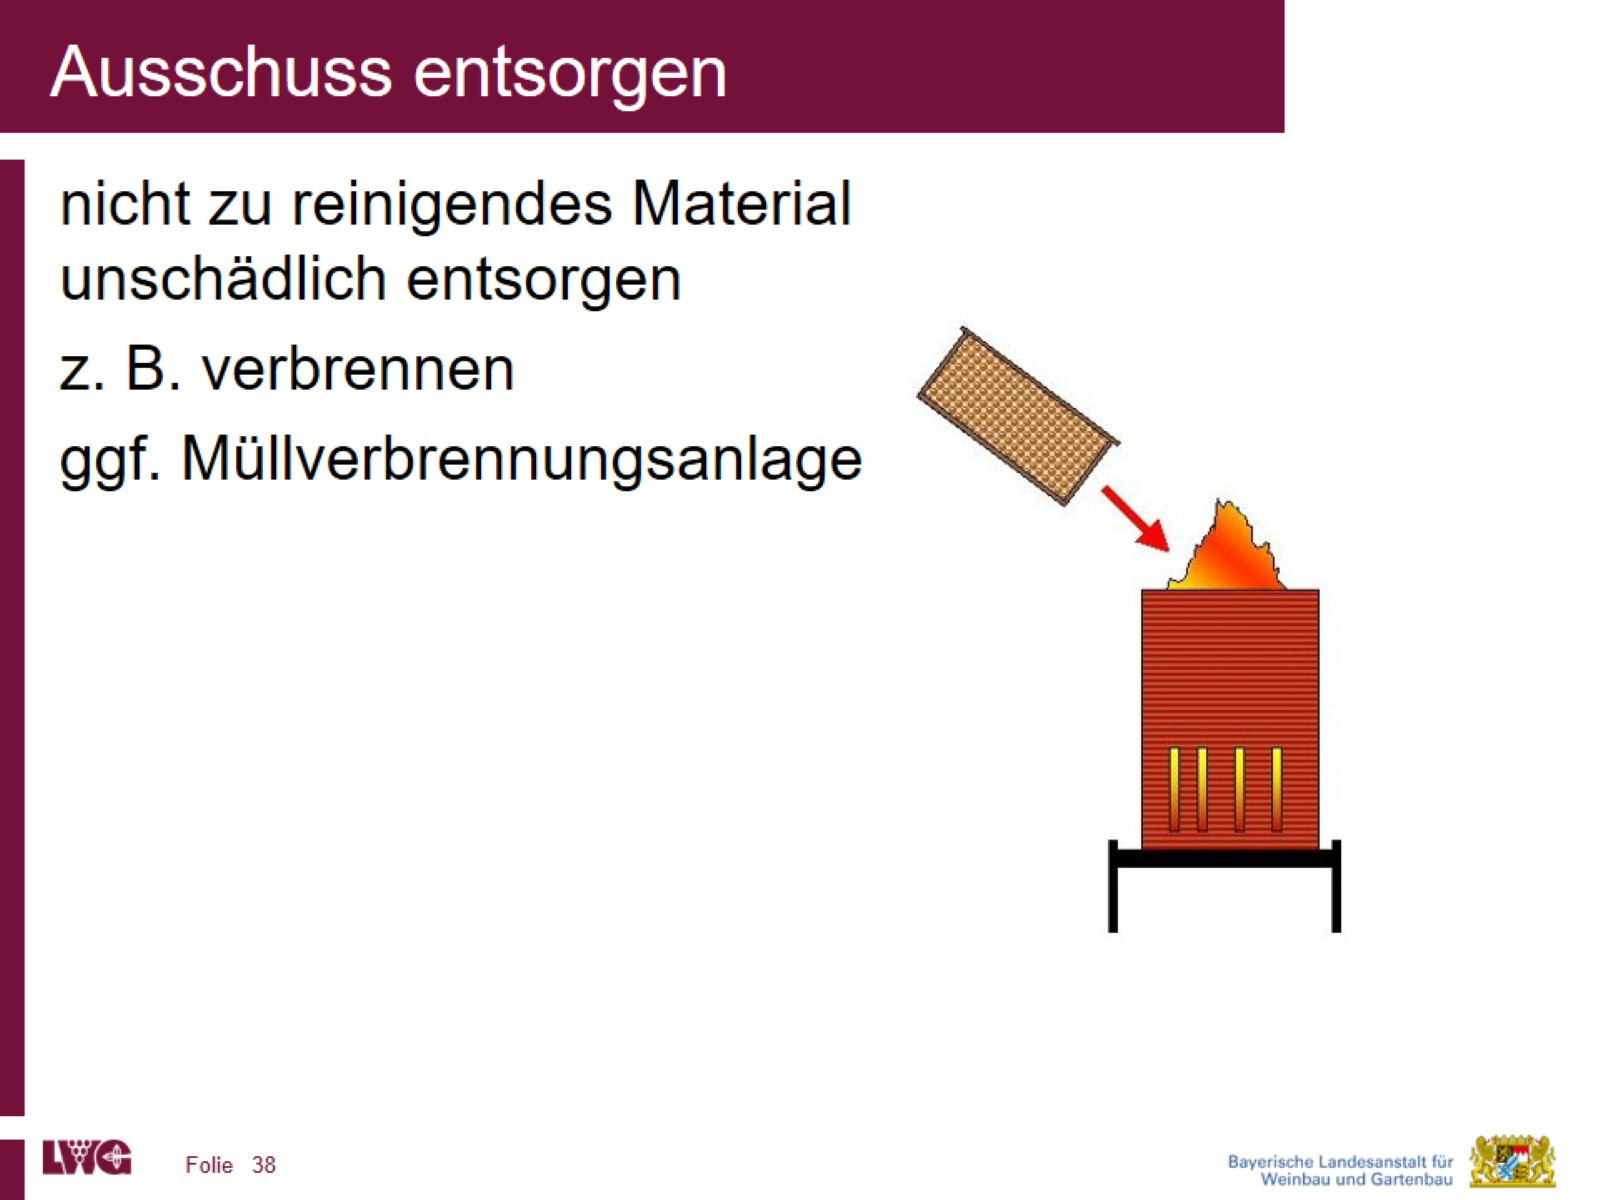 Ausschuss entsorgen
nicht zu reinigendes Material
unschädlich entsorgen
z. B. verbrennen
ggf. Müllverbrennungsanlage
LWG
Folie 38
Bayerische Landesanstalt für
Weinbau und Gartenbau